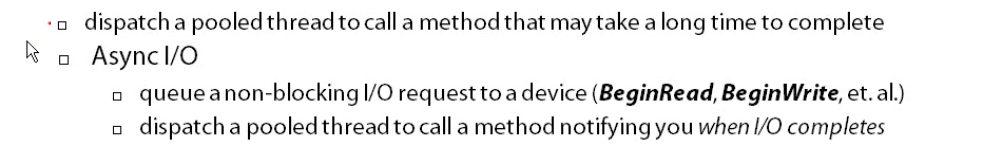 dispatch a pooled thread to call a method that may take a long time to complete
Async I/O
queue a non-blocking I/O request to a device (BeginRead, BeginWrite, et. al.)
dispatch a pooled thread to call a method notifying you when I/O completes